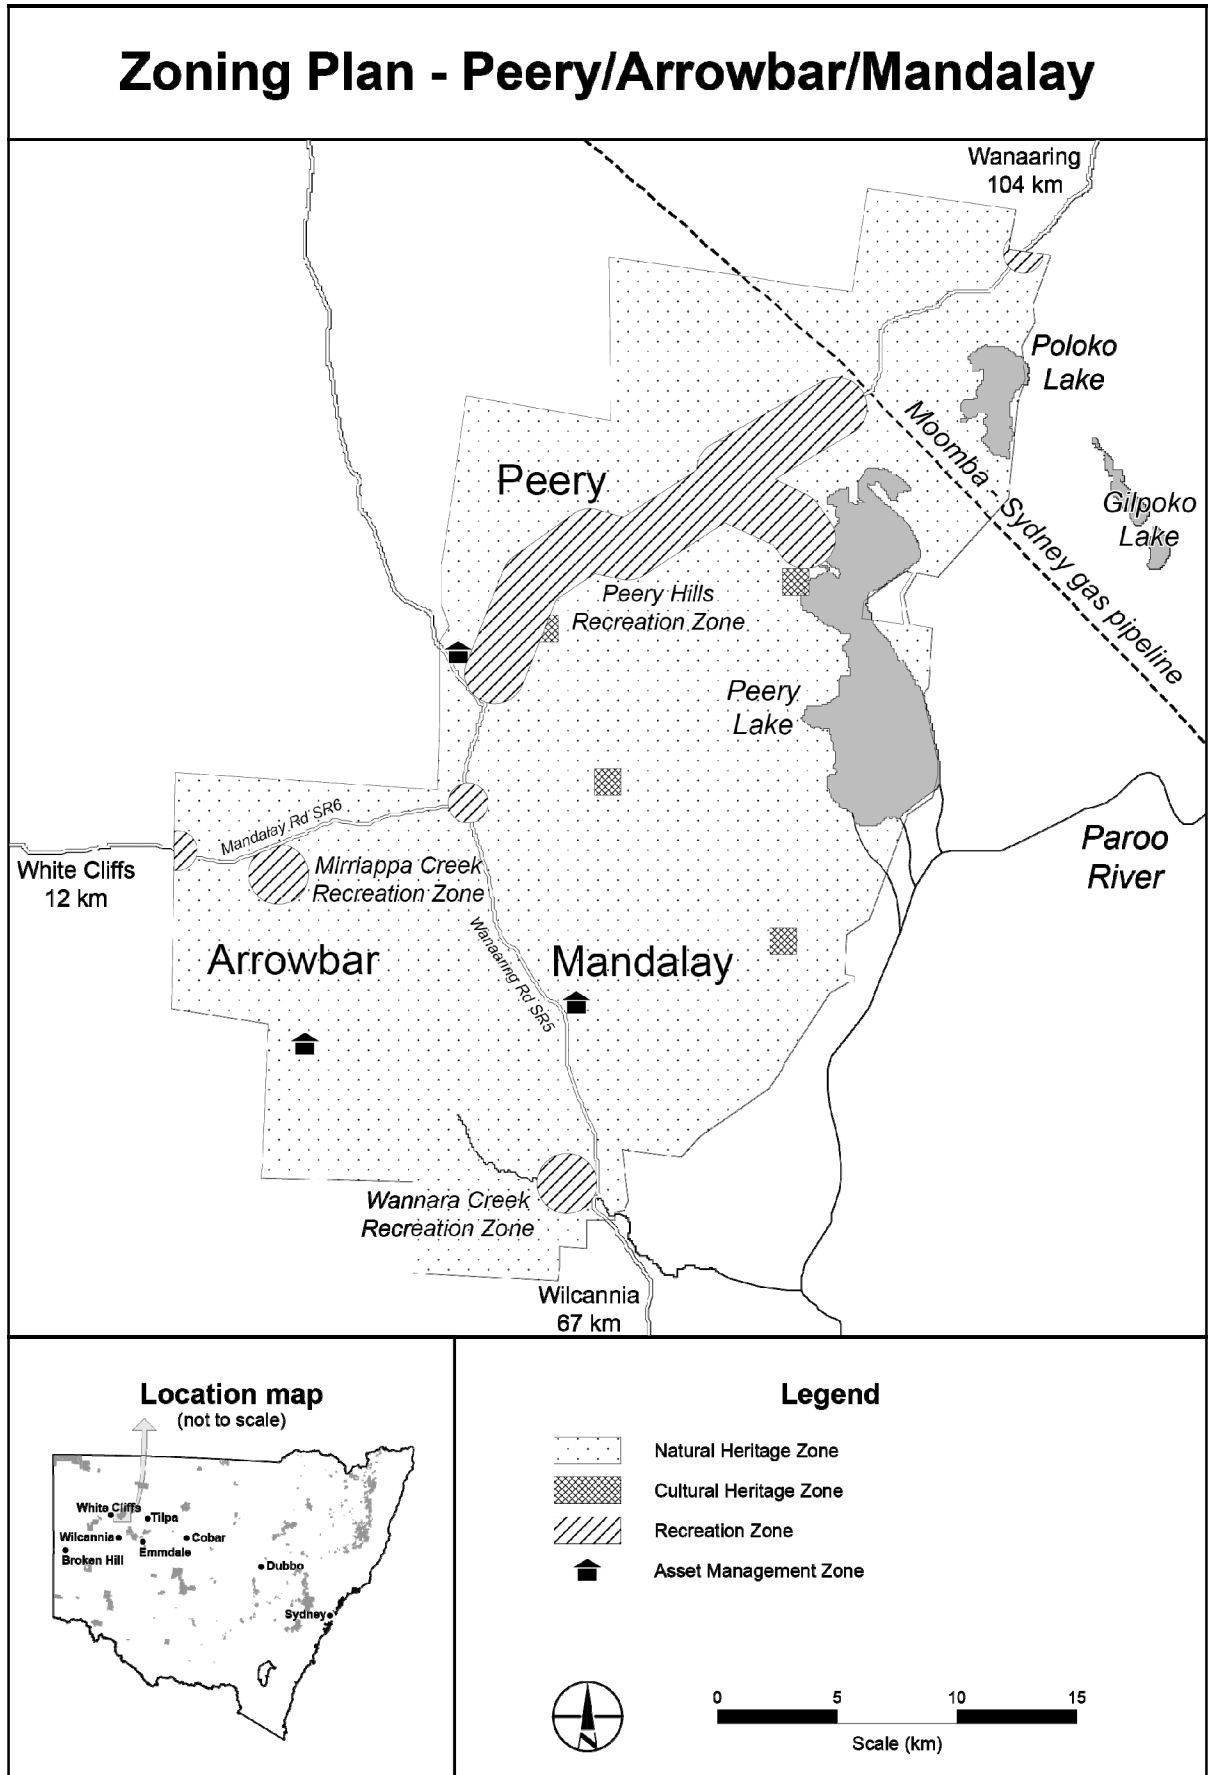 Zoning Plan - Peery/Arrowbar/Mandalay
Wanaaring
104 km
Poloko
Lake
Moomba - Sydney gas pipeline
Gilpoko
Lake
Peery
Peery Hills
Recreation Zone
Peery
Lake
Mandalay Rd SR6
White Cliffs
12 km
Mirriappa Creek
Recreation Zone
Paroo
River
Arrowbar
Wanaaring Rd SR5
Mandalay
Wannara Creek
Recreation Zone
Wilcannia
67 km
Location map
(not to scale)
White Cliffs
Tilpa
Wilcannia
Cobar
Emmdale
Broken Hill
Dubbo
Sydney
Legend
Natural Heritage Zone
Cultural Heritage Zone
Recreation Zone
Asset Management Zone
N
0 5 10 15
Scale (km)